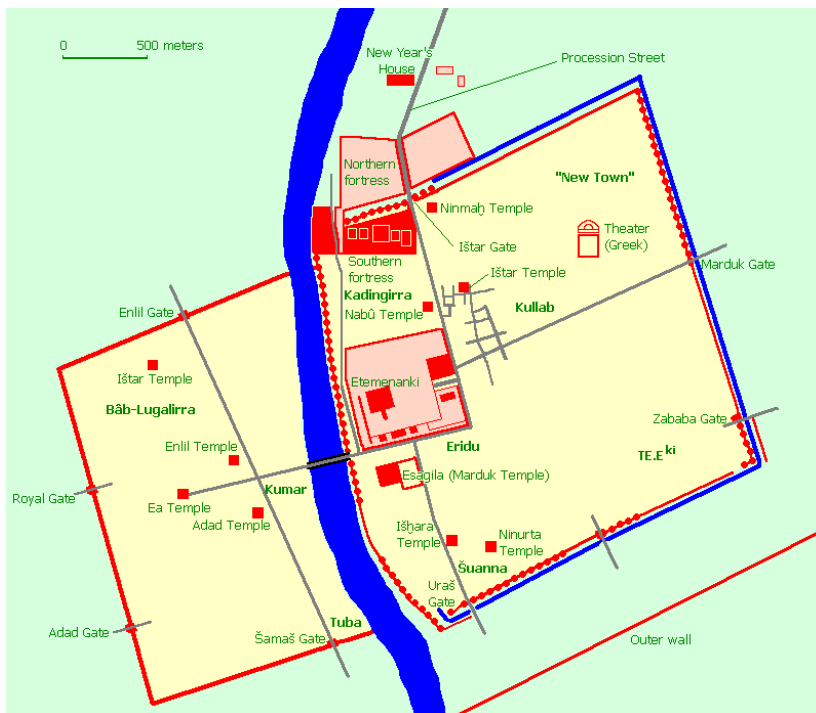 0 500 meters
New Year's
House
Procession Street
Northern
fortress
"New Town"
Ninmaḫ Temple
Theater
(Greek)
Ištar Gate
Marduk Gate
Southern
fortress
Ištar Temple
Kadingirra
Nabû Temple
Kullab
Enlil Gate
Ištar Temple
Etemenanki
Bâb-Lugalirra
Zababa Gate
Enlil Temple
Eridu
TE.E ki
Esagila (Marduk Temple)
Royal Gate
Kumar
Ea Temple
Adad Temple
Išḫara
Temple
Ninurta
Temple
Šuanna
Uraš
Gate
Tuba
Adad Gate
Šamaš Gate
Outer wall